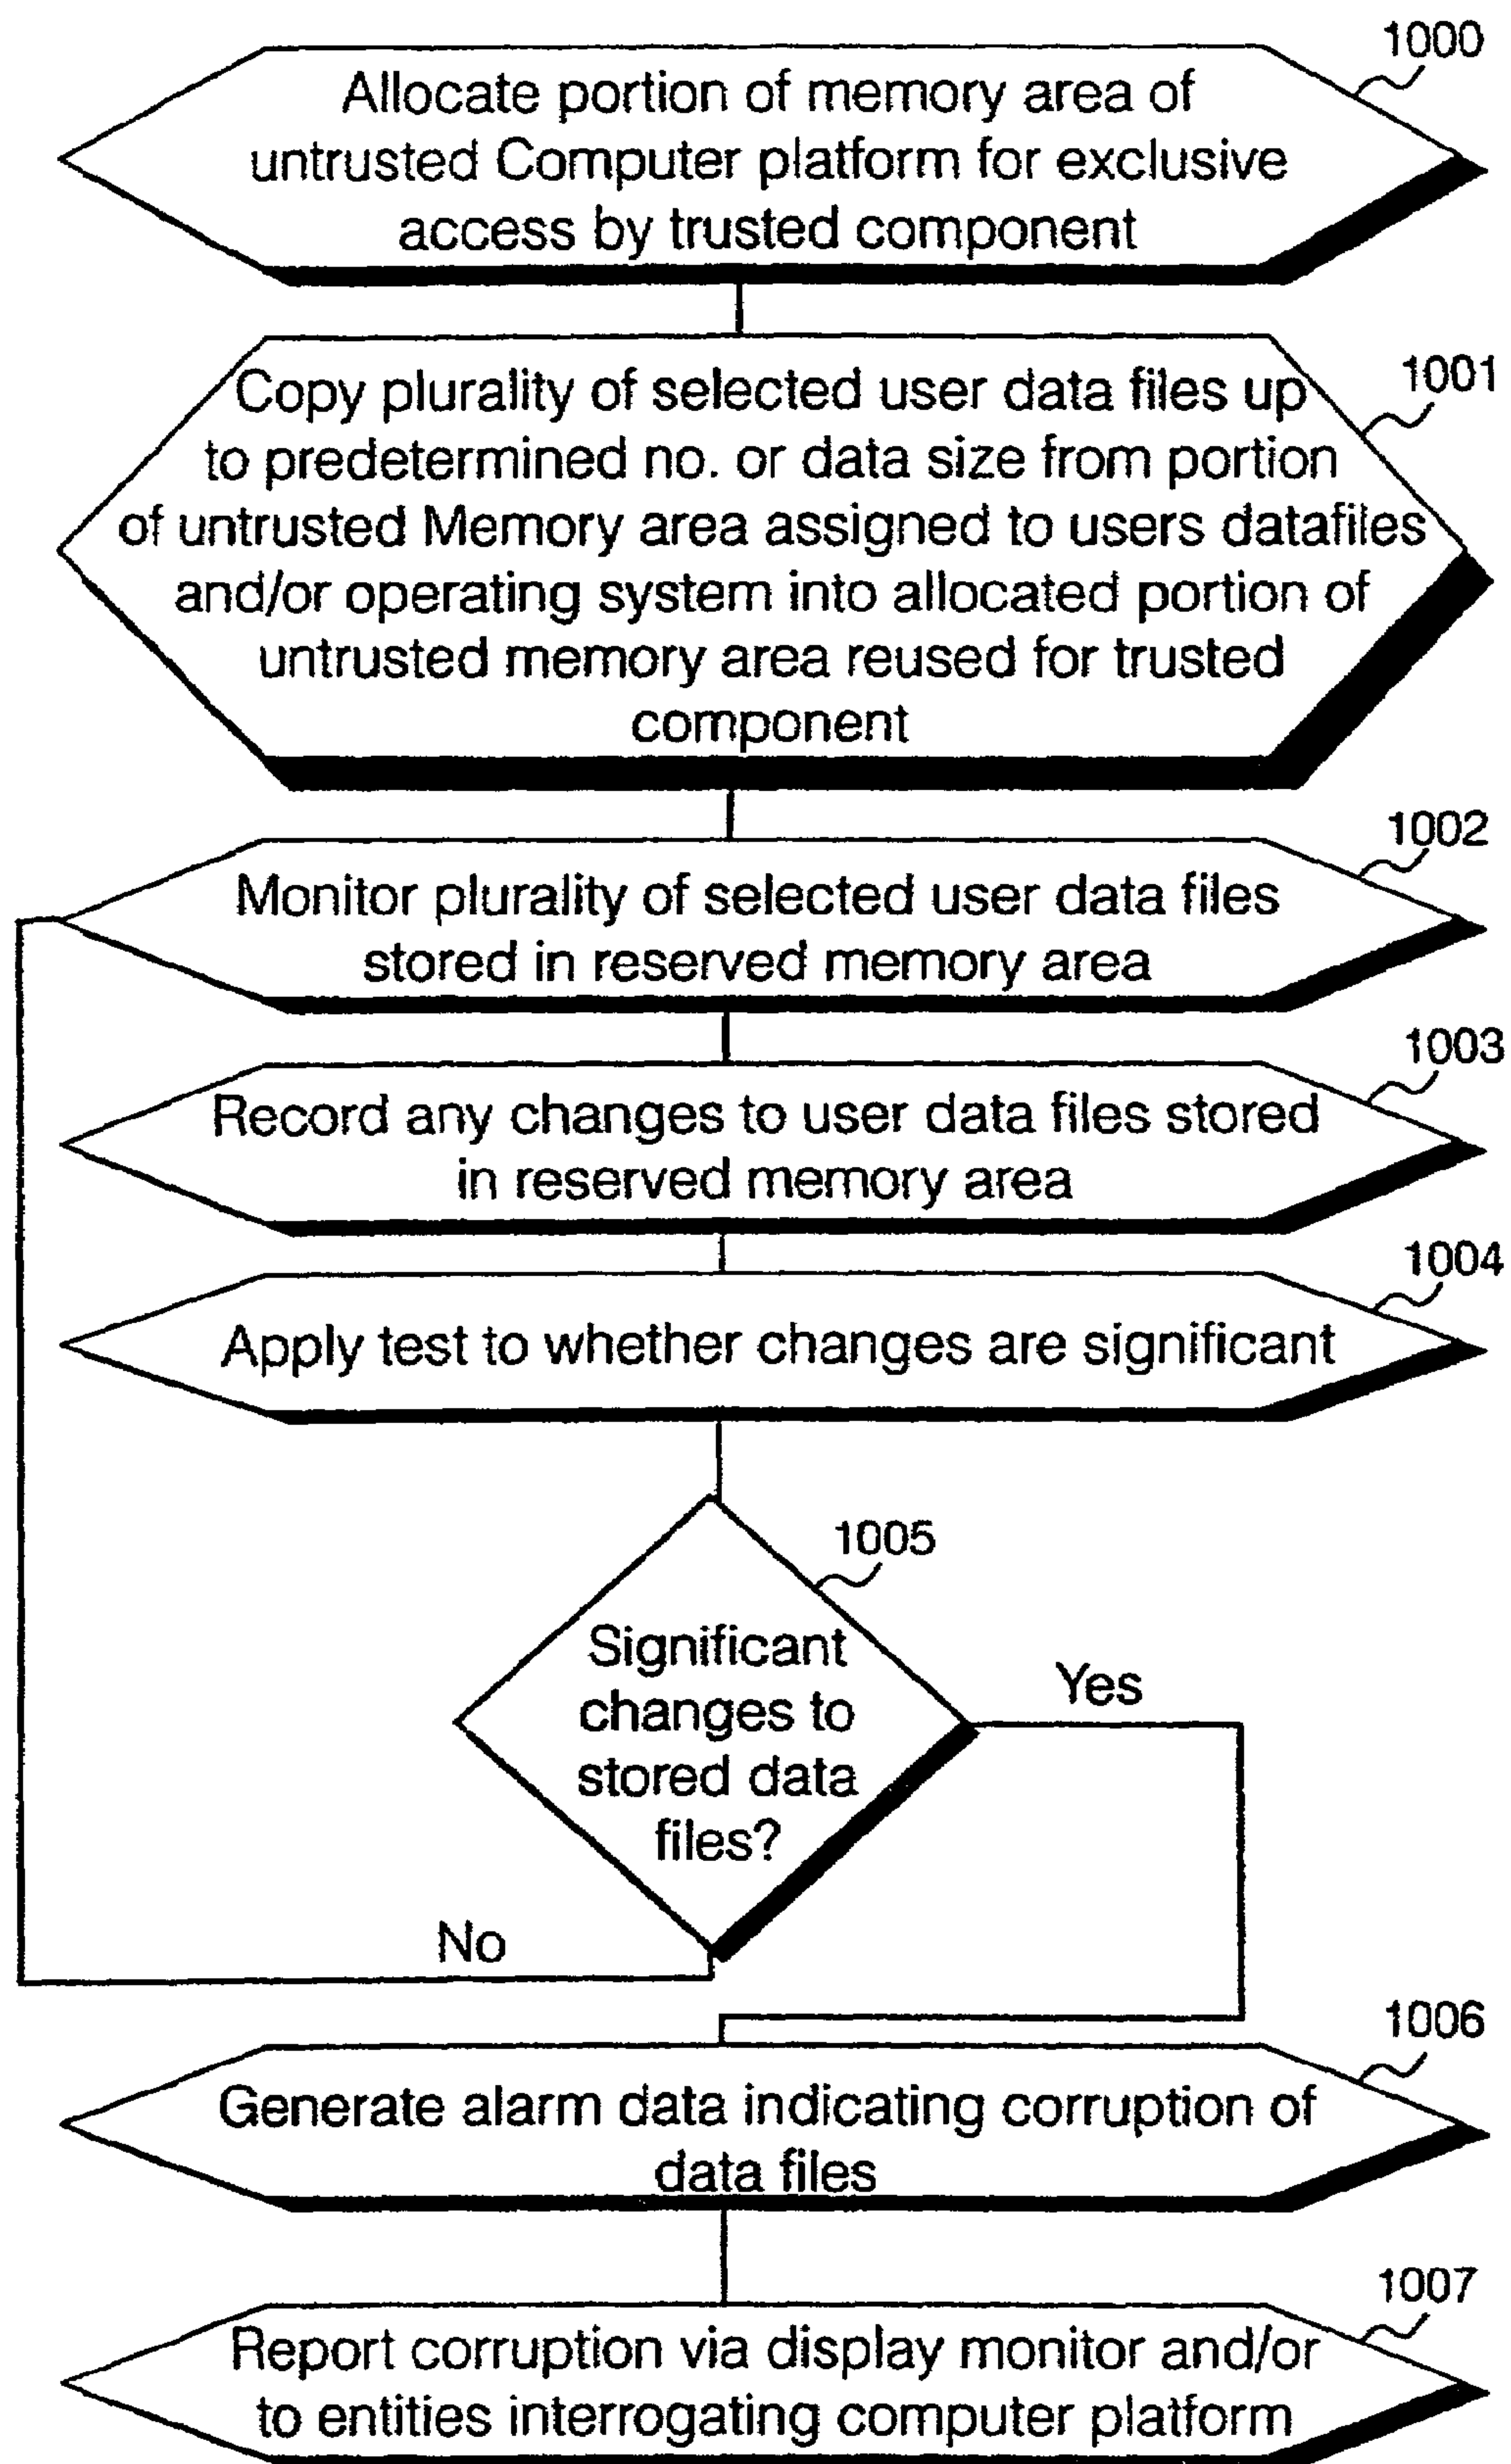 1000
Allocate portion of memory area of
untrusted Computer platform for exclusive
access by trusted component
1001
Copy plurality of selected user data files up
to predetermined no. or data size from portion
of untrusted Memory area assigned to users datafiles
and/or operating system into allocated portion of
untrusted memory area reused for trusted
component
1002
Monitor plurality of selected user data files
stored in reserved memory area
1003
Record any changes to user data files stored
in reserved memory area
1004
Apply test to whether changes are significant
1005
Significant
changes to
stored data
files?
Yes
No
1006
Generate alarm data indicating corruption of
data files
1007
Report corruption via display monitor and/or
to entities interrogating computer platform